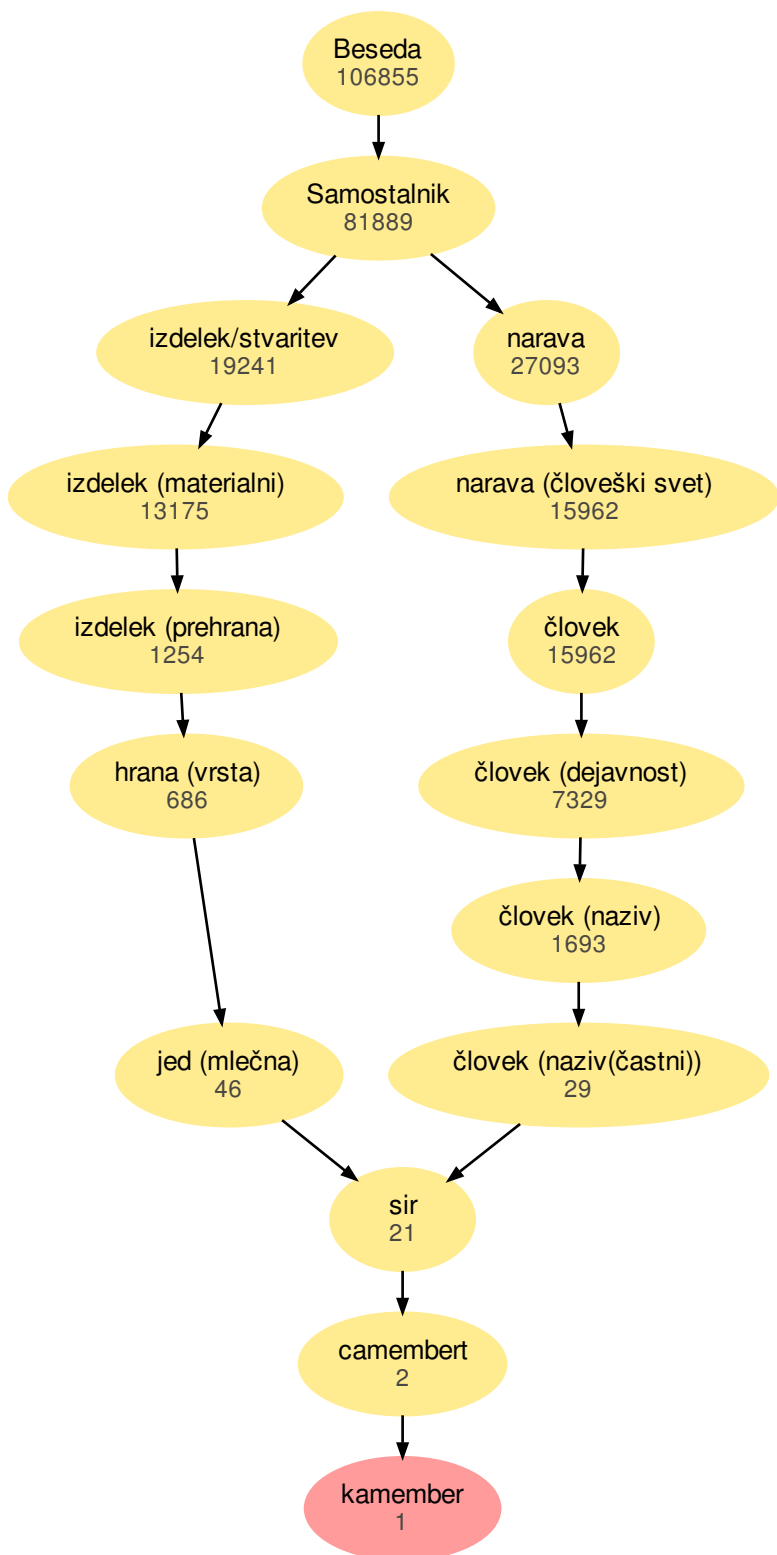 Beseda
106855
Samostalnik
81889
izdelek/stvaritev
19241
narava
27093
izdelek (materialni)
13175
narava (človeški svet)
15962
izdelek (prehrana)
1254
človek
15962
hrana (vrsta)
686
človek (dejavnost)
7329
človek (naziv)
1693
jed (mlečna)
46
človek (naziv(častni))
29
sir
21
camembert
2
kamember
1